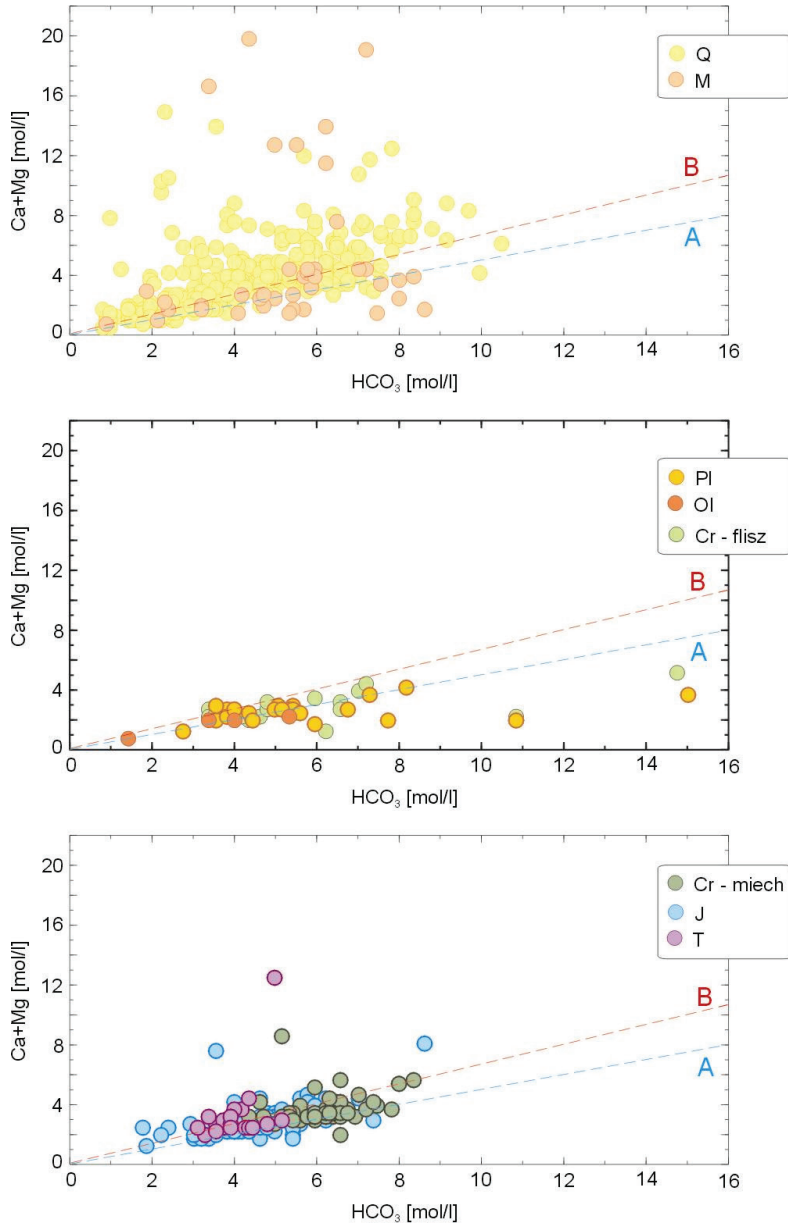 20
16
12
8
4
0
Ca+Mg [mol/l]
Q
M
B
A
0 2 4 6 8 10 12 14 16
HCO₃ [mol/l]
20
16
12
8
4
0
Ca+Mg [mol/l]
Pl
Ol
Cr - flisz
B
A
0 2 4 6 8 10 12 14 16
HCO₃ [mol/l]
20
16
12
8
4
0
Ca+Mg [mol/l]
Cr - miech
J
T
B
A
0 2 4 6 8 10 12 14 16
HCO₃ [mol/l]